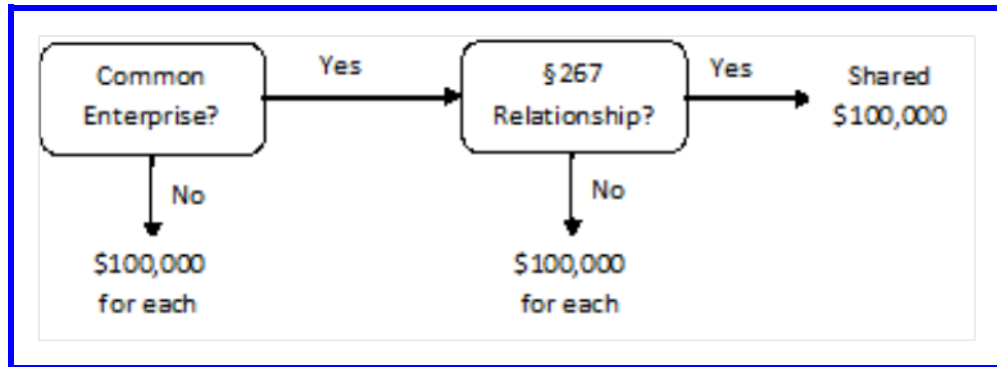 Common
Enterprise?
Yes
§267
Relationship?
Yes
Shared
$100,000
No
$100,000
for each
No
$100,000
for each